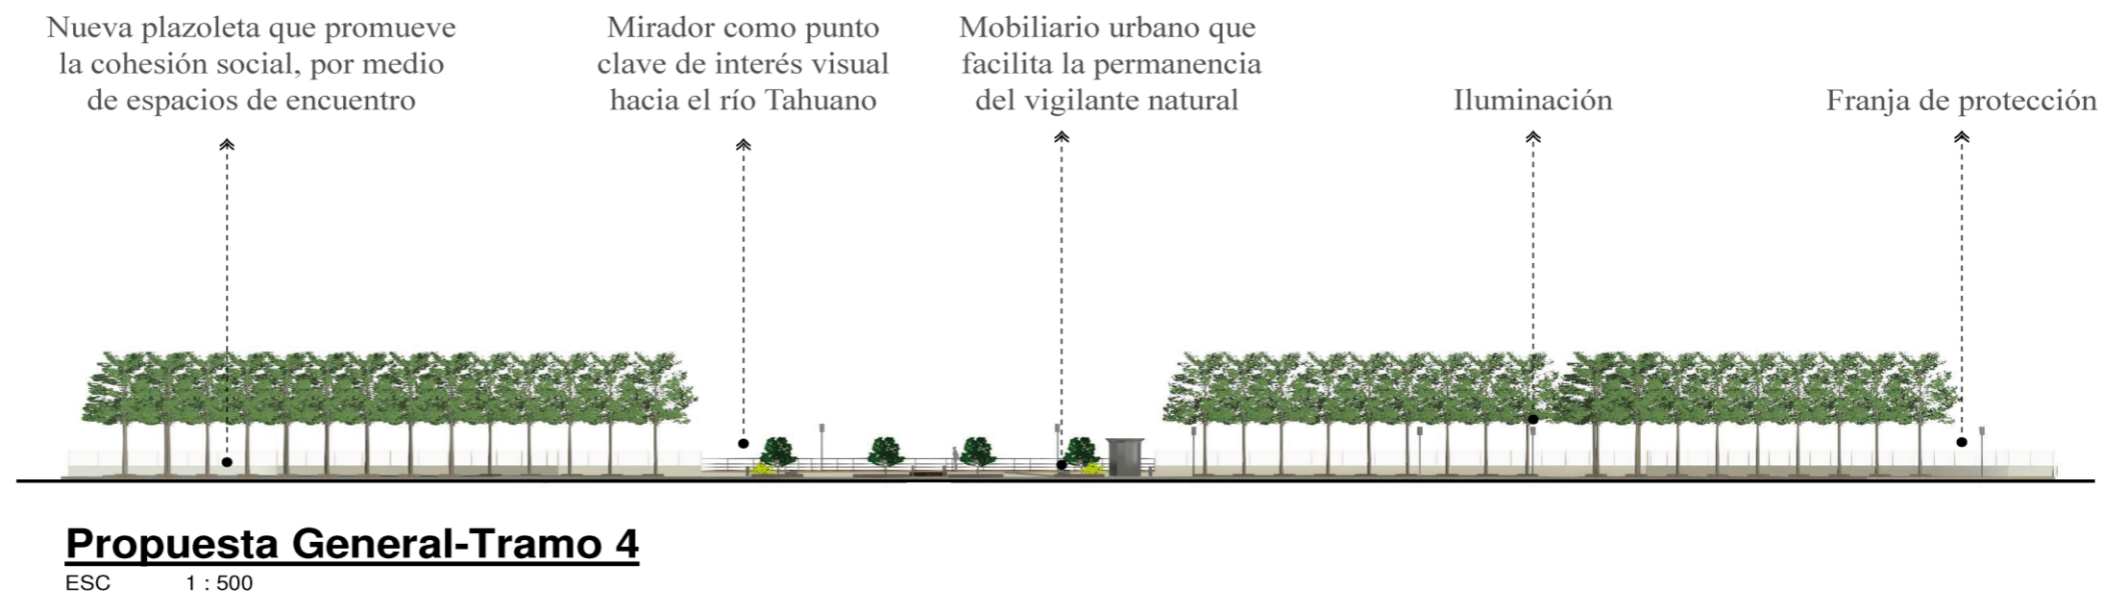 Nueva plazoleta que promueve
la cohesión social, por medio
de espacios de encuentro
Mirador como punto
clave de interés visual
hacia el río Tahuano
Mobiliario urbano que
facilita la permanencia
del vigilante natural
Iluminación
Franja de protección
Propuesta General-Tramo 4
ESC 1 : 500